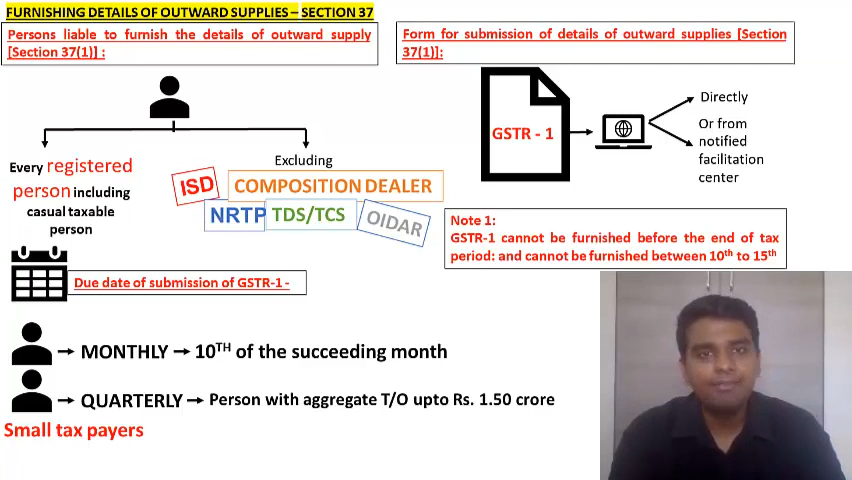 FURNISHING DETAILS OF OUTWARD SUPPLIES – SECTION 37
Persons liable to furnish the details of outward supply
[Section 37(1)] :
Every registered
person including
casual taxable
person
Excluding
ISD
COMPOSITION DEALER
NRTP
TDS/TCS
OIDAR
Form for submission of details of outward supplies [Section
37(1)]:
GSTR - 1
Directly
Or from
notified
facilitation
center
Note 1:
GSTR-1 cannot be furnished before the end of tax
period: and cannot be furnished between 10th to 15th
Due date of submission of GSTR-1 -
MONTHLY → 10TH of the succeeding month
QUARTERLY → Person with aggregate T/O upto Rs. 1.50 crore
Small tax payers